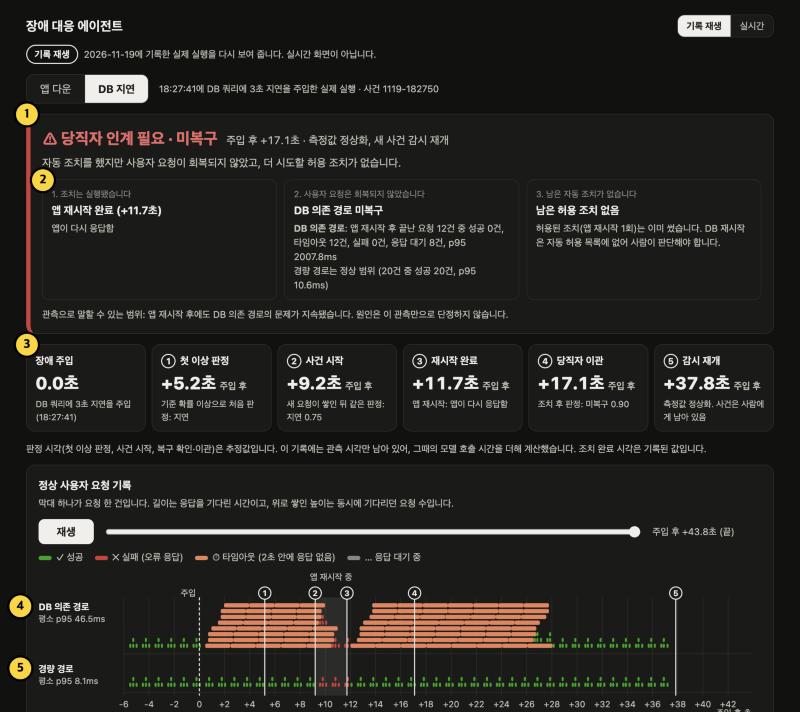 장애 대응 에이전트
기록 재생 실시간
기록 재생 2026-11-19에 기록한 실제 실행을 다시 보여 줍니다. 실시간 화면이 아닙니다.
앱 다운 DB 지연 18:27:41에 DB 쿼리에 3초 지연을 주입한 실제 실행 · 사건 1119-182750
1
당직자 인계 필요 · 미복구 주입 후 +17.1초 · 측정값 정상화, 새 사건 감시 재개
자동 조치를 했지만 사용자 요청이 회복되지 않았고, 더 시도할 허용 조치가 없습니다.
2
1. 조치는 실행됐습니다
앱 재시작 완료 (+11.7초)
앱이 다시 응답함
2. 사용자 요청은 회복되지 않았습니다
DB 의존 경로 미복구
DB 의존 경로: 앱 재시작 후 끝난 요청 12건 중 성공 0건,
타임아웃 12건, 실패 0건, 응답 대기 8건, p95
2007.8ms
경량 경로는 정상 범위 (20건 중 성공 20건, p95
10.6ms)
3. 남은 자동 조치가 없습니다
남은 허용 조치 없음
허용된 조치(앱 재시작 1회)는 이미 썼습니다. DB 재시작
은 자동 허용 목록에 없어 사람이 판단해야 합니다.
관측으로 말할 수 있는 범위: 앱 재시작 후에도 DB 의존 경로의 문제가 지속됐습니다. 원인은 이 관측만으로 단정하지 않습니다.
3
장애 주입
0.0초
DB 쿼리에 3초 지연을 주입
(18:27:41)
1 첫 이상 판정
+5.2초 주입 후
기준 확률 이상으로 처음 판
정: 지연
2 사건 시작
+9.2초 주입 후
새 요청이 쌓인 뒤 같은 판정:
지연 0.75
3 재시작 완료
+11.7초 주입 후
앱 재시작: 앱이 다시 응답함
4 당직자 이관
+17.1초 주입 후
조치 후 판정: 미복구 0.90
5 감시 재개
+37.8초 주입 후
측정값 정상화. 사건은 사람에
게 남아 있음
판정 시각(첫 이상 판정, 사건 시작, 복구 확인·이관)은 추정값입니다. 이 기록에는 관측 시각만 남아 있어, 그때의 모델 호출 시간을 더해 계산했습니다. 조치 완료 시각은 기록된 값입니다.
정상 사용자 요청 기록
막대 하나가 요청 한 건입니다. 길이는 응답을 기다린 시간이고, 위로 쌓인 높이는 동시에 기다리던 요청 수입니다.
재생 주입 후 +43.8초 (끝)
✓ 성공 ✕ 실패 (오류 응답) ⏱ 타임아웃 (2초 안에 응답 없음) … 응답 대기 중
앱 재시작 중
주입 1 2 3 4 5
4 DB 의존 경로
평소 p95 46.5ms
5 경량 경로
평소 p95 8.1ms
-6 -4 -2 0 +2 +4 +6 +8 +10 +12 +14 +16 +18 +20 +22 +24 +26 +28 +30 +32 +34 +36 +38 +40 +42